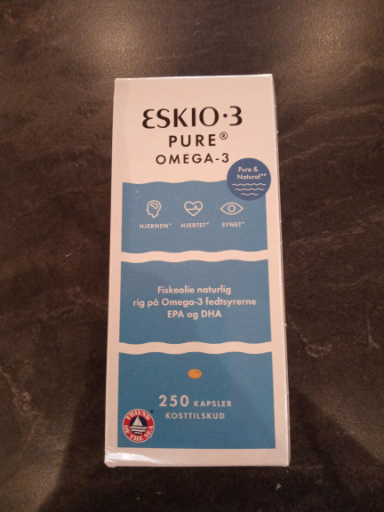 ESKIO·3
PURE®
OMEGA-3
Pure &
Natural**
HJERNEN* HJERTET* SYNET*
Fiskeolie naturlig
rig på Omega-3 fedtsyrerne
EPA og DHA
250 KAPSLER
KOSTTILSKUD
FRIEND
OF THE SEA